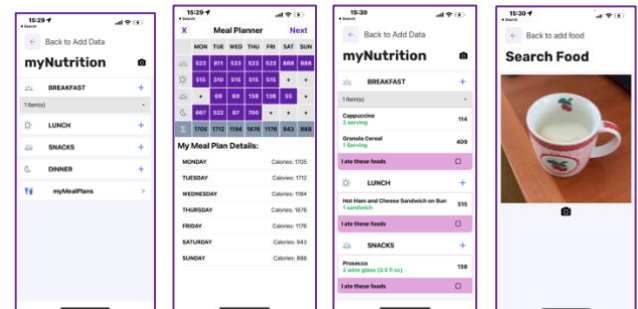 15:29
Search
Back to Add Data
myNutrition
BREAKFAST +
1 Item(s)
LUNCH +
SNACKS +
DINNER +
myMealPlans >
15:29
Search
X Meal Planner Next
MON TUE WED THU FRI SAT SUN
523 611 523 523 523 888 888
515 310 515 515 515 + +
+ 69 69 138 138 55 +
667 522 87 700 + + +
Σ 1705 1712 1194 1876 1176 943 888
My Meal Plan Details:
MONDAY Calories: 1705
TUESDAY Calories: 1712
WEDNESDAY Calories: 1194
THURSDAY Calories: 1876
FRIDAY Calories: 1176
SATURDAY Calories: 943
SUNDAY Calories: 888
15:30
Search
Back to Add Data
myNutrition
BREAKFAST +
1 Item(s)
Cappuccino
2 serving 114
Granola Cereal
1 Serving 409
I ate these foods
LUNCH +
Hot Ham and Cheese Sandwich on Bun
1 sandwich 515
I ate these foods
SNACKS +
Prosecco
2 wine glass (3.5 fl oz) 138
I ate these foods
15:30
Search
Back to add food
Search Food